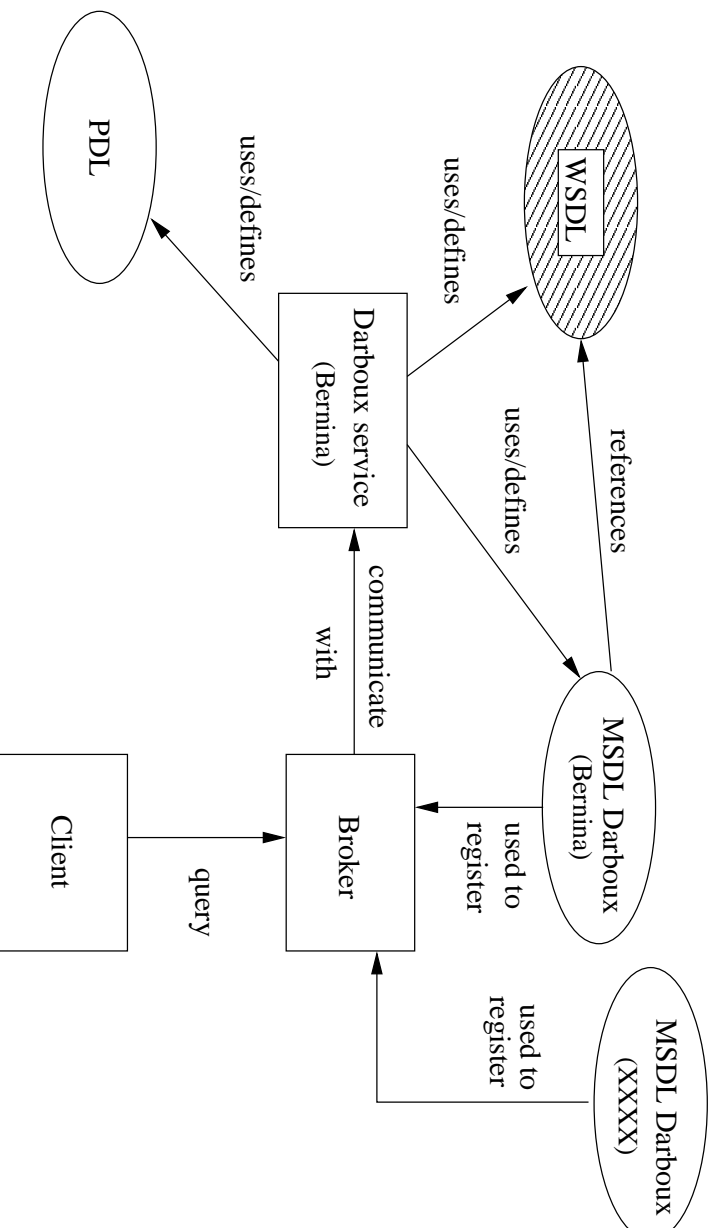 WSDL
references
MSDL Darboux
(Bernina)
MSDL Darboux
(XXXX)
uses/defines
uses/defines
used to
register
used to
register
Darboux service
(Bernina)
communicate
with
Broker
uses/defines
query
PDL
Client